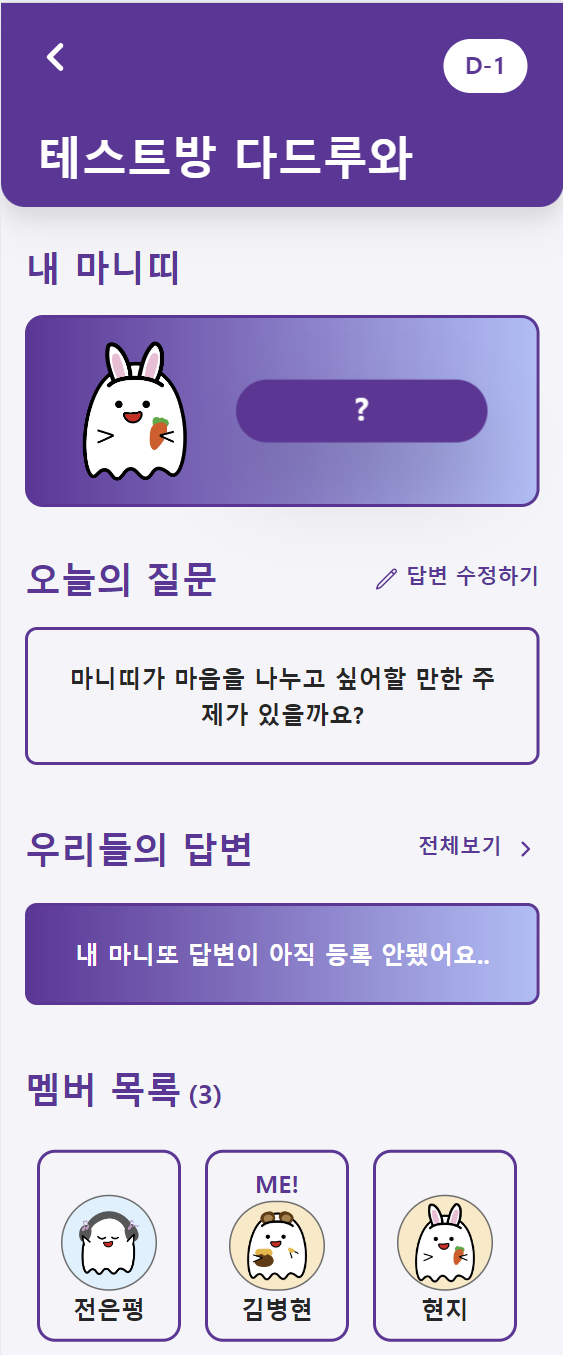 D-1
테스트방 다드루와
내 마니띠
?
오늘의 질문
답변 수정하기
마니띠가 마음을 나누고 싶어할 만한 주
제가 있을까요?
우리들의 답변
전체보기
내 마니또 답변이 아직 등록 안됐어요..
멤버 목록 (3)
ME!
전은평
김병현
현지